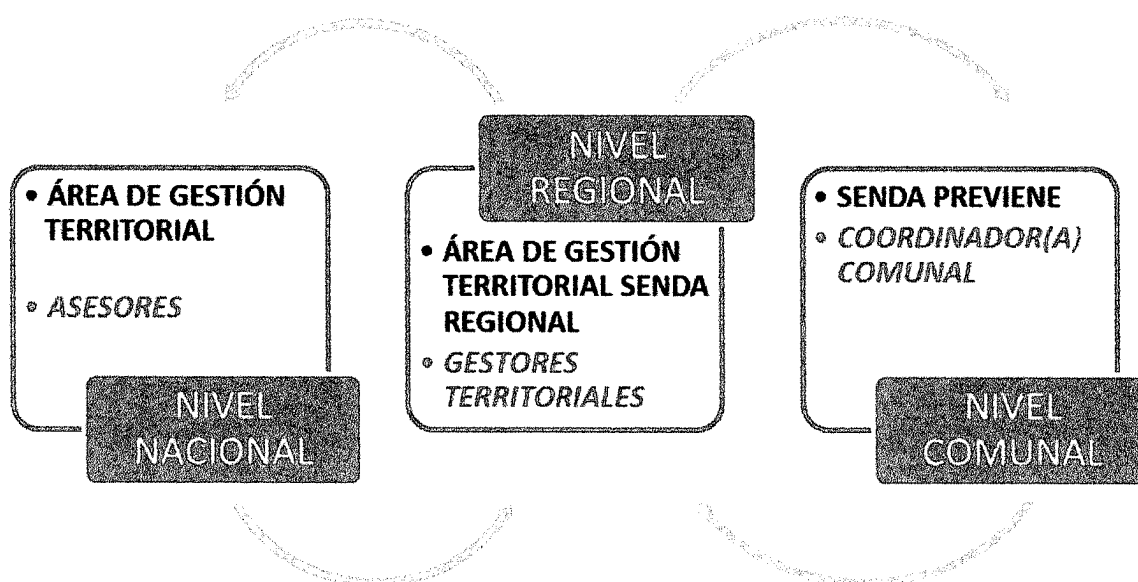 • ÁREA DE GESTIÓN
TERRITORIAL
• ASESORES
NIVEL
NACIONAL
NIVEL
REGIONAL
• ÁREA DE GESTIÓN
TERRITORIAL SENDA
REGIONAL
• GESTORES
TERRITORIALES
• SENDA PREVIENE
• COORDINADOR(A)
COMUNAL
NIVEL
COMUNAL